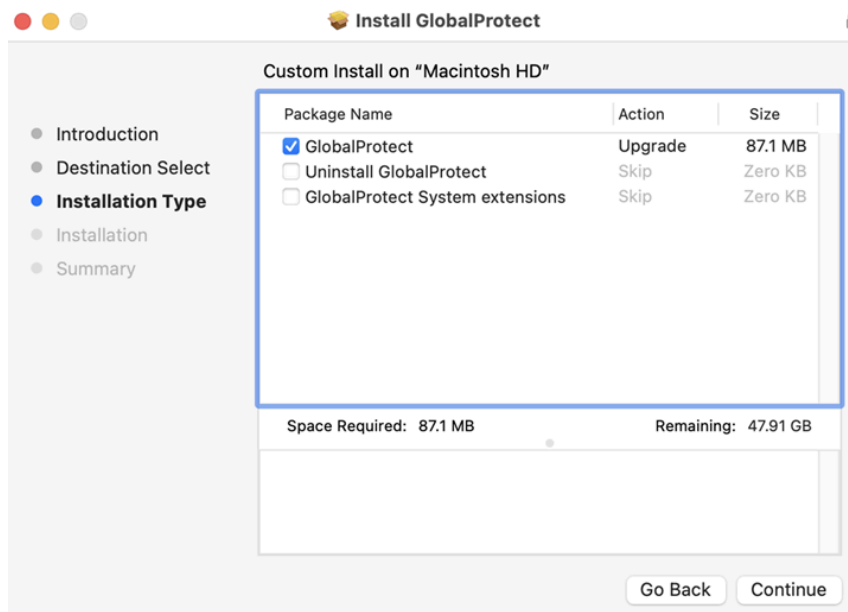 Install GlobalProtect
Custom Install on “Macintosh HD”
Introduction
Destination Select
Installation Type
Installation
Summary
Package Name Action Size
GlobalProtect Upgrade 87.1 MB
Uninstall GlobalProtect Skip Zero KB
GlobalProtect System extensions Skip Zero KB
Space Required: 87.1 MB Remaining: 47.91 GB
Go Back Continue